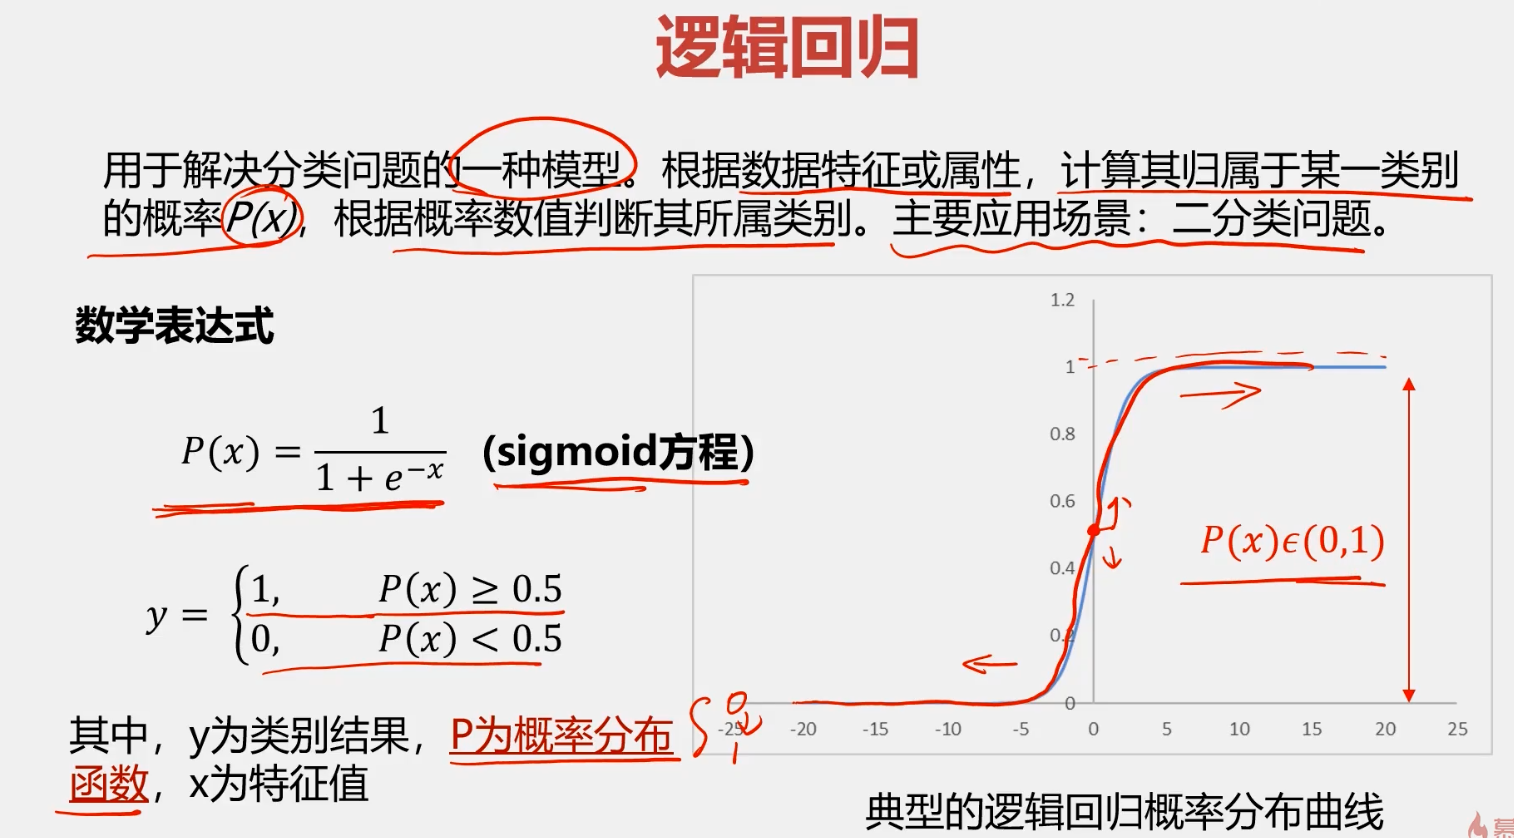 逻辑回归
用于解决分类问题的一种模型。根据数据特征或属性，计算其归属于某一类别
的概率P(x)，根据概率数值判断其所属类别。主要应用场景：二分类问题。
数学表达式
P(x) = 1 / (1 + e^{-x}) (sigmoid方程)
y = { 1, P(x) ≥ 0.5
0, P(x) < 0.5
其中，y为类别结果，P为概率分布
函数，x为特征值
0
1
1.2
1
0.8
0.6
0.4
0.2
0
-25 -20 -15 -10 -5 0 5 10 15 20 25
P(x)ϵ(0,1)
典型的逻辑回归概率分布曲线
慕